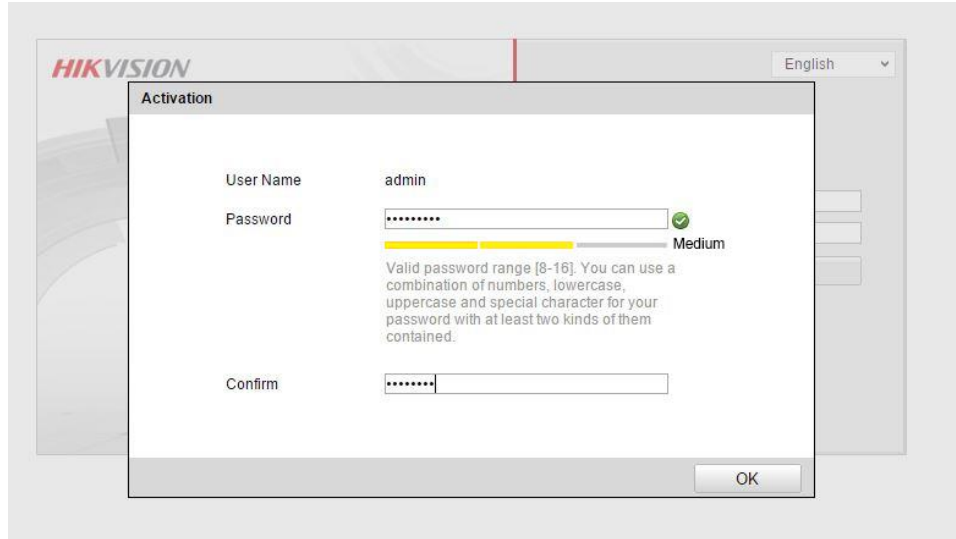 HIKVISION
English
Activation
User Name admin
Password •••••••••
Medium
Valid password range [8-16]. You can use a
combination of numbers, lowercase,
uppercase and special character for your
password with at least two kinds of them
contained.
Confirm ••••••••
OK